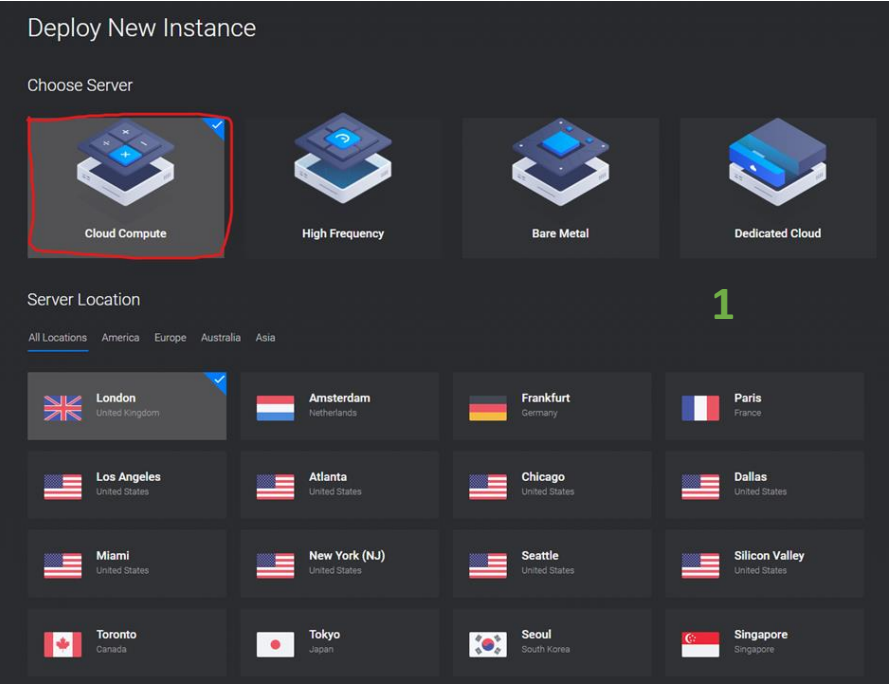 Deploy New Instance
Choose Server
Cloud Compute
High Frequency
Bare Metal
Dedicated Cloud
Server Location
1
All Locations America Europe Australia Asia
London
United Kingdom
Amsterdam
Netherlands
Frankfurt
Germany
Paris
France
Los Angeles
United States
Atlanta
United States
Chicago
United States
Dallas
United States
Miami
United States
New York (NJ)
United States
Seattle
United States
Silicon Valley
United States
Toronto
Canada
Tokyo
Japan
Seoul
South Korea
Singapore
Singapore